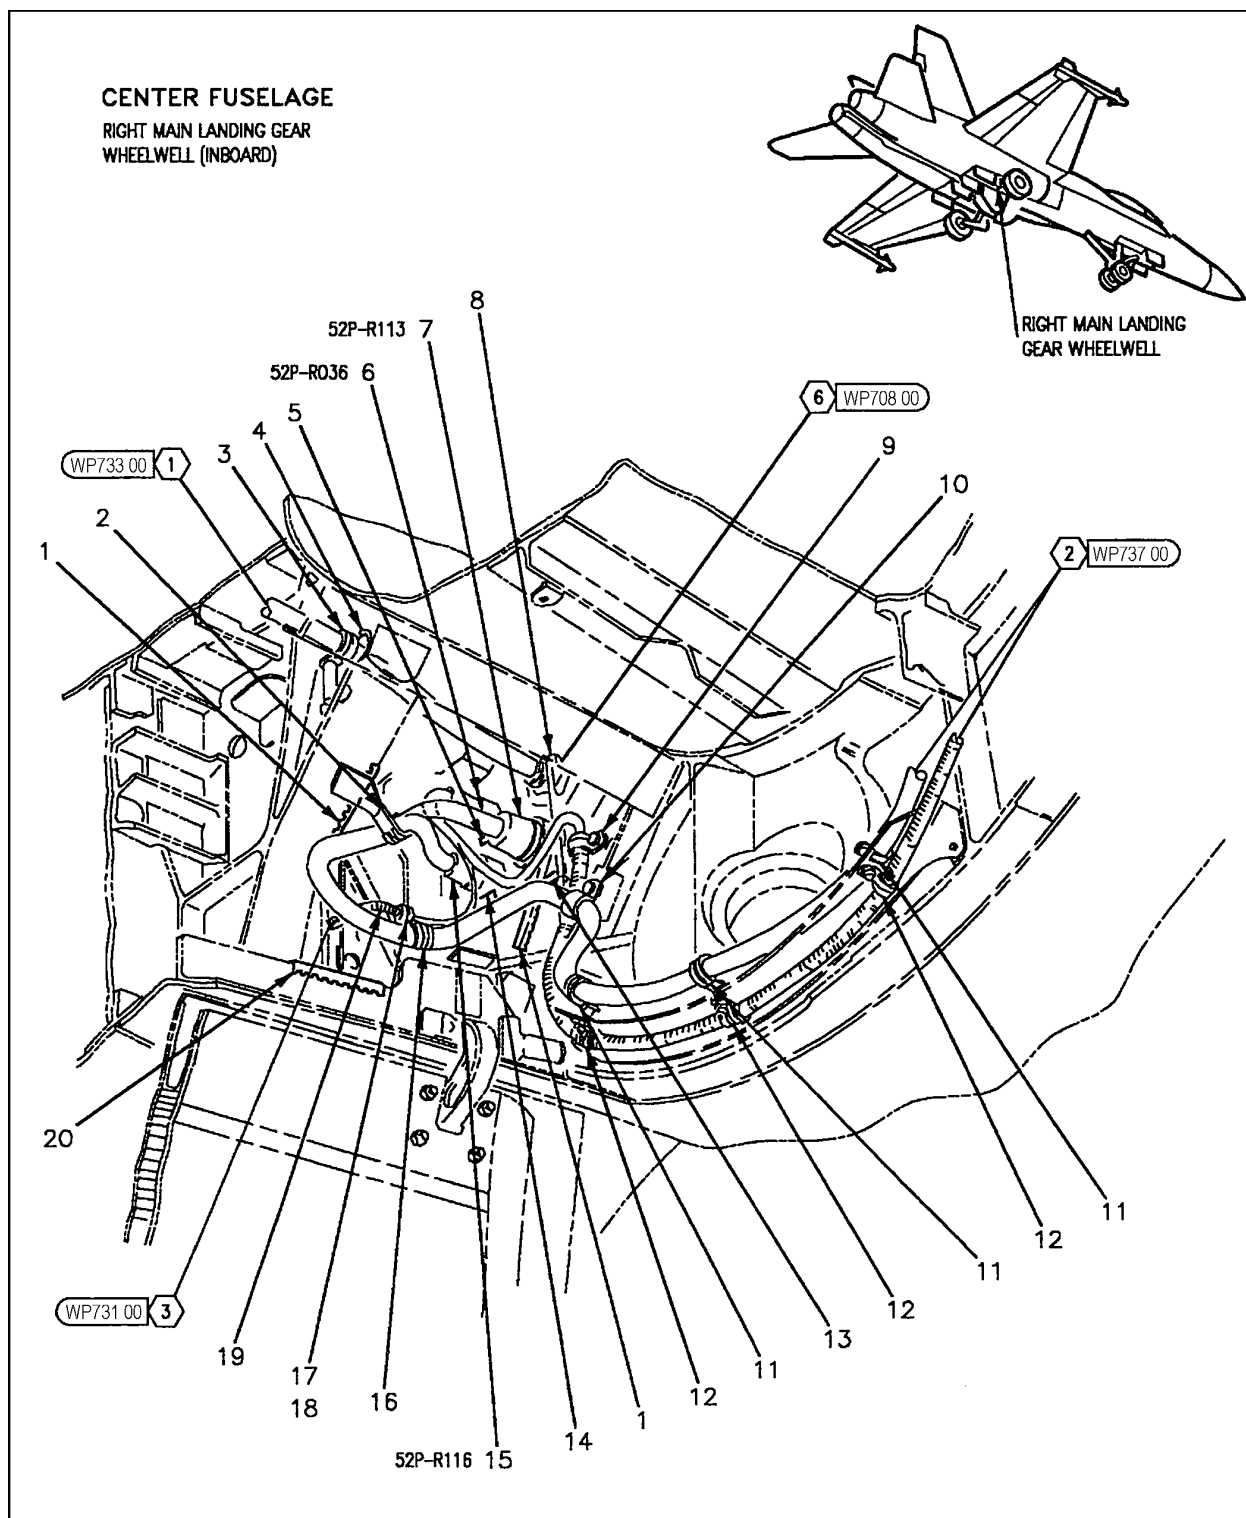 CENTER FUSELAGE
RIGHT MAIN LANDING GEAR
WHEELWELL (INBOARD)
RIGHT MAIN LANDING
GEAR WHEELWELL
8
52P-R113 7
52P-R036 6
6 WP708 00
5
4
3
9
WP733 00 1
10
2
1
2 WP737 00
20
11
12
11
WP731 00 3
12
13
19
11
17
18
16
12
1
14
52P-R116 15